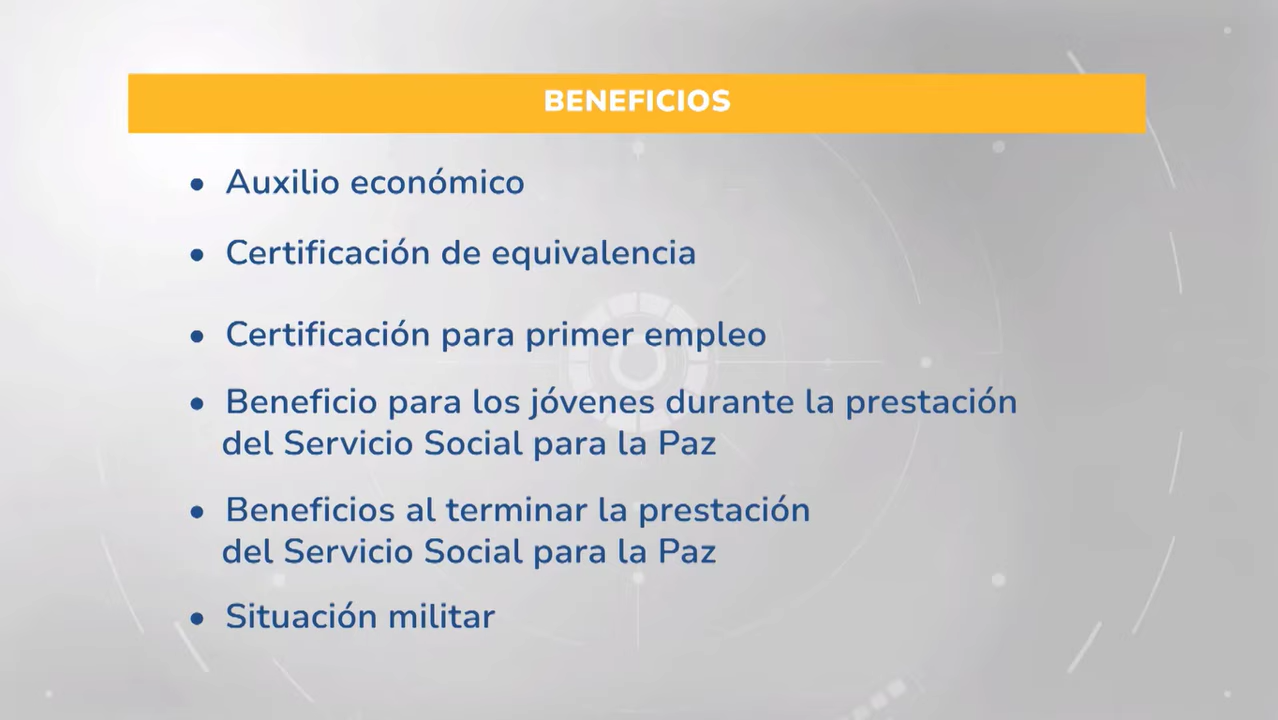 BENEFICIOS
• Auxilio económico
• Certificación de equivalencia
• Certificación para primer empleo
• Beneficio para los jóvenes durante la prestación
del Servicio Social para la Paz
• Beneficios al terminar la prestación
del Servicio Social para la Paz
• Situación militar